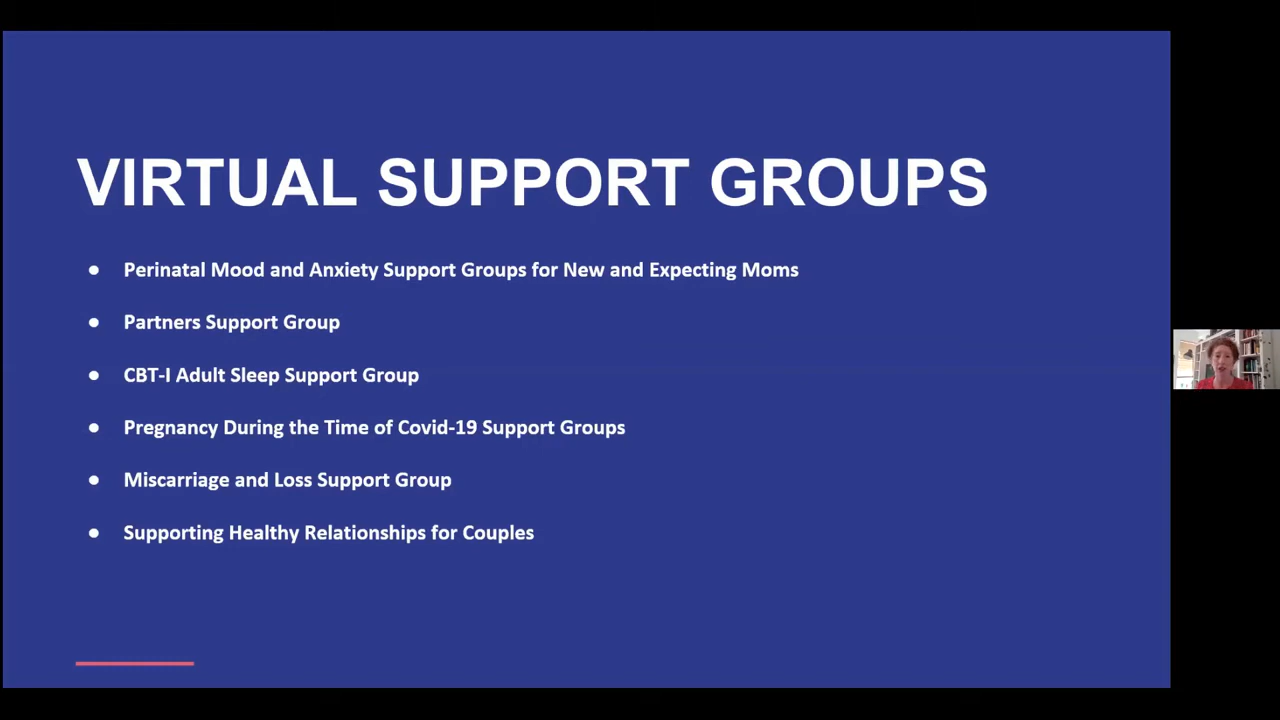 VIRTUAL SUPPORT GROUPS
● Perinatal Mood and Anxiety Support Groups for New and Expecting Moms
● Partners Support Group
● CBT-I Adult Sleep Support Group
● Pregnancy During the Time of Covid-19 Support Groups
● Miscarriage and Loss Support Group
● Supporting Healthy Relationships for Couples